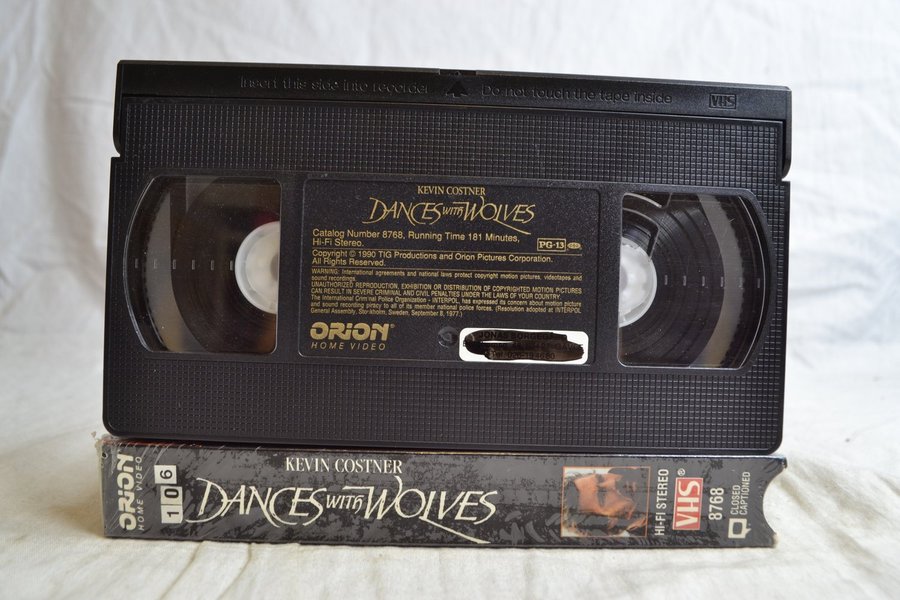 Insert this side into recorder Do not touch the tape inside VHS
KEVIN COSTNER
DANCES WITH WOLVES
Catalog Number 8768, Running Time 181 Minutes,
Hi-Fi Stereo. PG-13
Copyright © 1990 TIG Productions and Orion Pictures Corporation.
All Rights Reserved.
WARNING: International agreements and national laws protect copyright motion pictures, videotapes and
sound recordings.
UNAUTHORIZED REPRODUCTION, EXHIBITION OR DISTRIBUTION OF COPYRIGHTED MOTION PICTURES
CAN RESULT IN SEVERE CRIMINAL AND CIVIL PENALTIES UNDER THE LAWS OF YOUR COUNTRY.
The International Criminal Police Organization - INTERPOL, has expressed its concern about motion picture
and sound recording piracy to all of its member national police forces. (Resolution adopted at INTERPOL
General Assembly, Stockholm, Sweden, September 8, 1977.)
ORION®
HOME VIDEO
ORION
HOME VIDEO
106
KEVIN COSTNER
DANCES WITH WOLVES
HI-FI STEREO
VHS®
8768
CLOSED
CAPTIONED